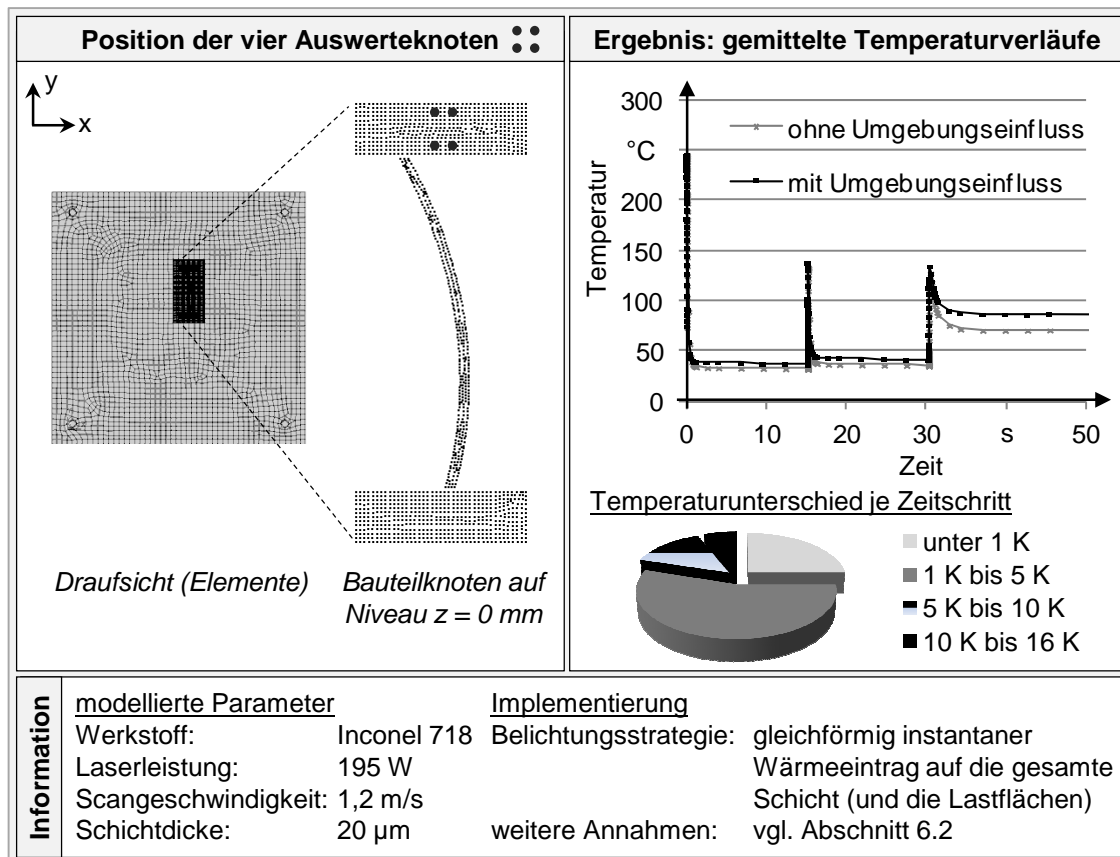 Position der vier Auswerteknoten
y
x
Draufsicht (Elemente)
Bauteilknoten auf
Niveau z = 0 mm
Ergebnis: gemittelte Temperaturverläufe
300
°C
200
150
100
50
0
Temperatur
ohne Umgebungseinfluss
mit Umgebungseinfluss
0 10 20 30 s 50
Zeit
Temperaturunterschied je Zeitschritt
unter 1 K
1 K bis 5 K
5 K bis 10 K
10 K bis 16 K
Information
modellierte Parameter
Werkstoff: Inconel 718
Laserleistung: 195 W
Scangeschwindigkeit: 1,2 m/s
Schichtdicke: 20 µm
Implementierung
Belichtungsstrategie: gleichförmig instantaner
Wärmeeintrag auf die gesamte
Schicht (und die Lastflächen)
weitere Annahmen: vgl. Abschnitt 6.2